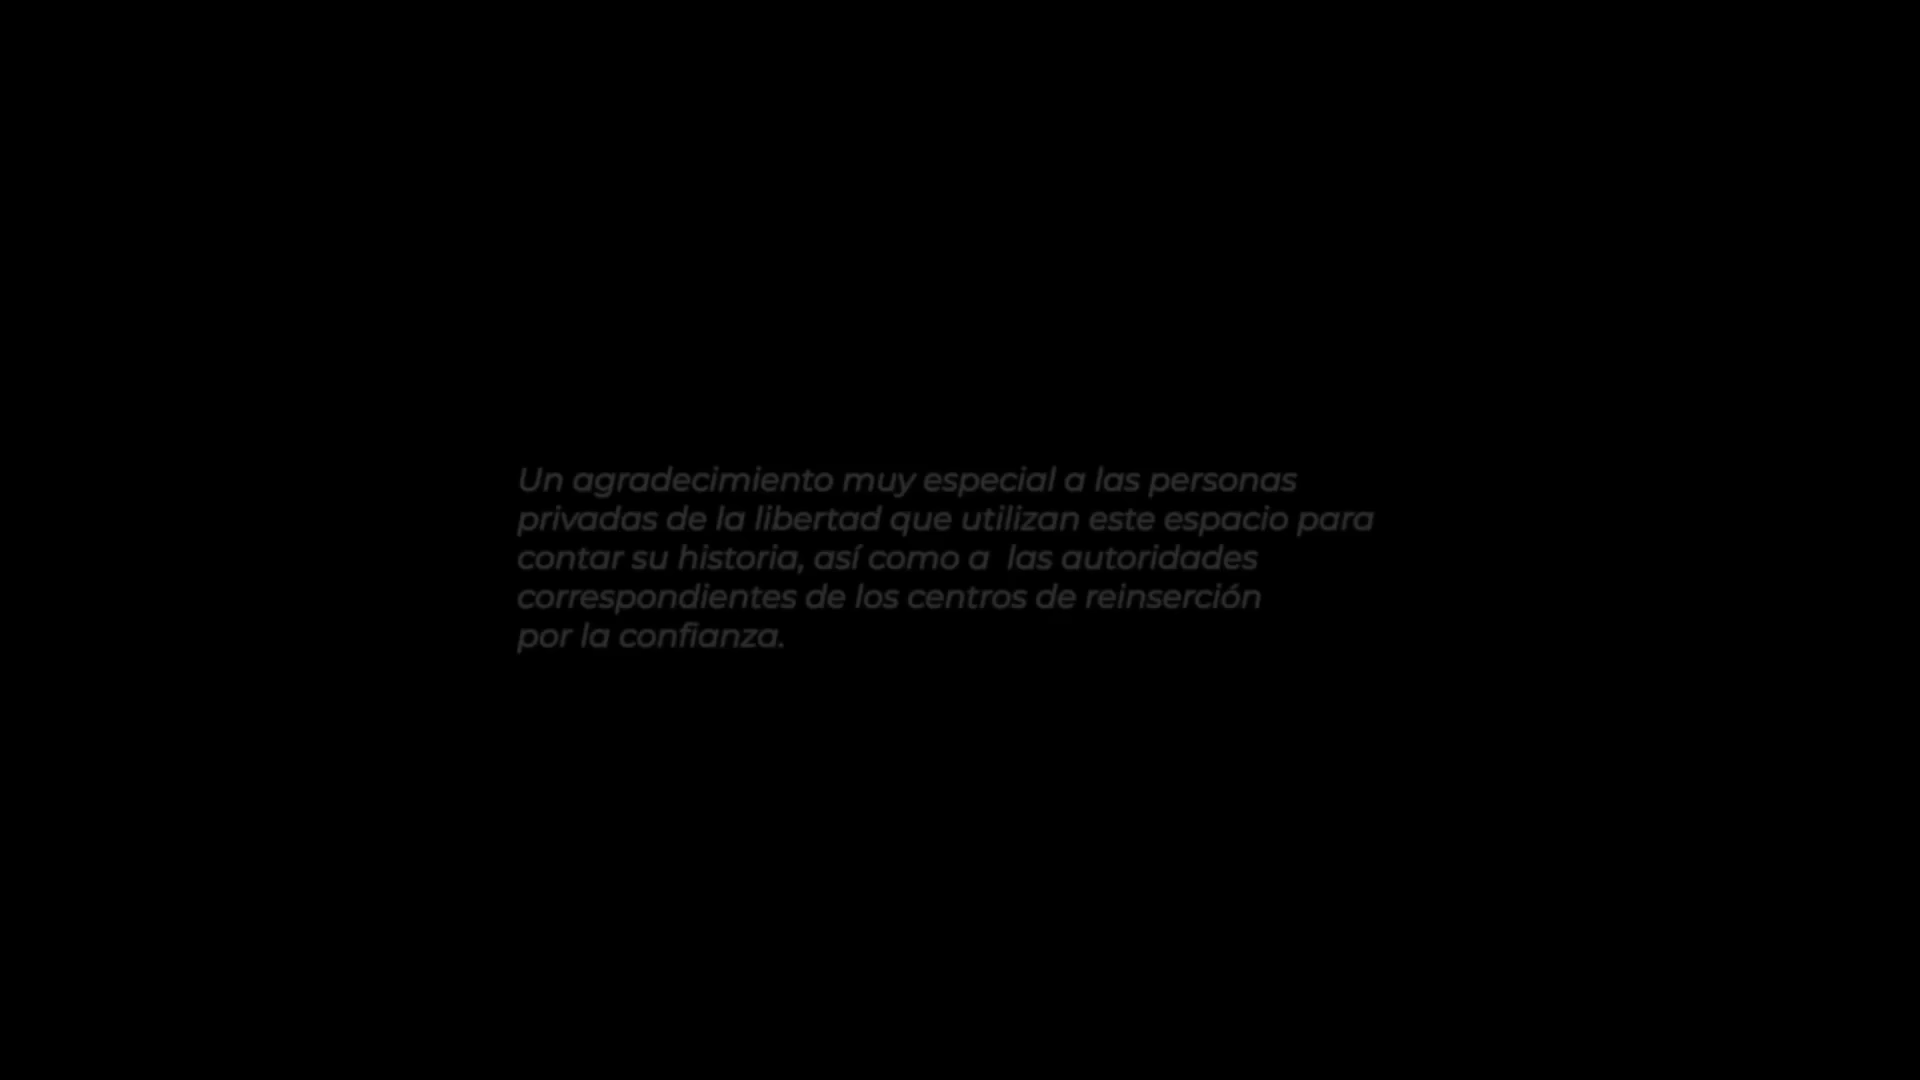 Un agradecimiento muy especial a las personas
privadas de la libertad que utilizan este espacio para
contar su historia, así como a  las autoridades
correspondientes de los centros de reinserción
por la confianza.